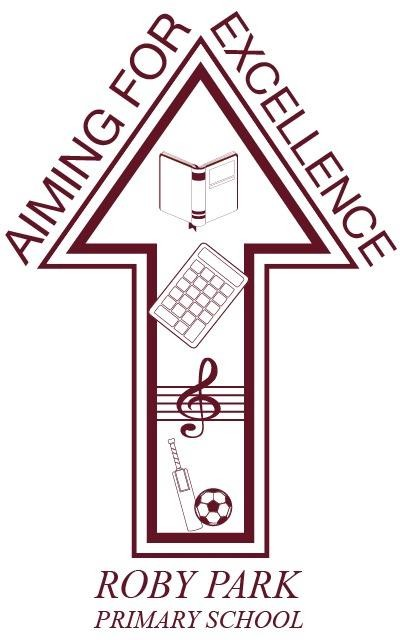 AIMING FOR EXCELLENCE
ROBY PARK
PRIMARY SCHOOL